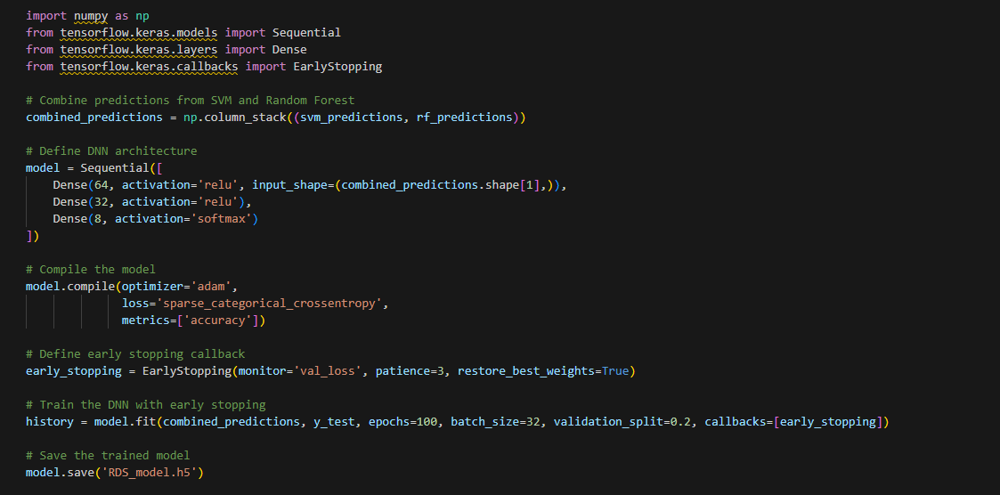 import numpy as np
from tensorflow.keras.models import Sequential
from tensorflow.keras.layers import Dense
from tensorflow.keras.callbacks import EarlyStopping
# Combine predictions from SVM and Random Forest
combined_predictions = np.column_stack((svm_predictions, rf_predictions))
# Define DNN architecture
model = Sequential([
    Dense(64, activation='relu', input_shape=(combined_predictions.shape[1],)),
    Dense(32, activation='relu'),
    Dense(8, activation='softmax')
])
# Compile the model
model.compile(optimizer='adam',
              loss='sparse_categorical_crossentropy',
              metrics=['accuracy'])
# Define early stopping callback
early_stopping = EarlyStopping(monitor='val_loss', patience=3, restore_best_weights=True)
# Train the DNN with early stopping
history = model.fit(combined_predictions, y_test, epochs=100, batch_size=32, validation_split=0.2, callbacks=[early_stopping])
# Save the trained model
model.save('RDS_model.h5')